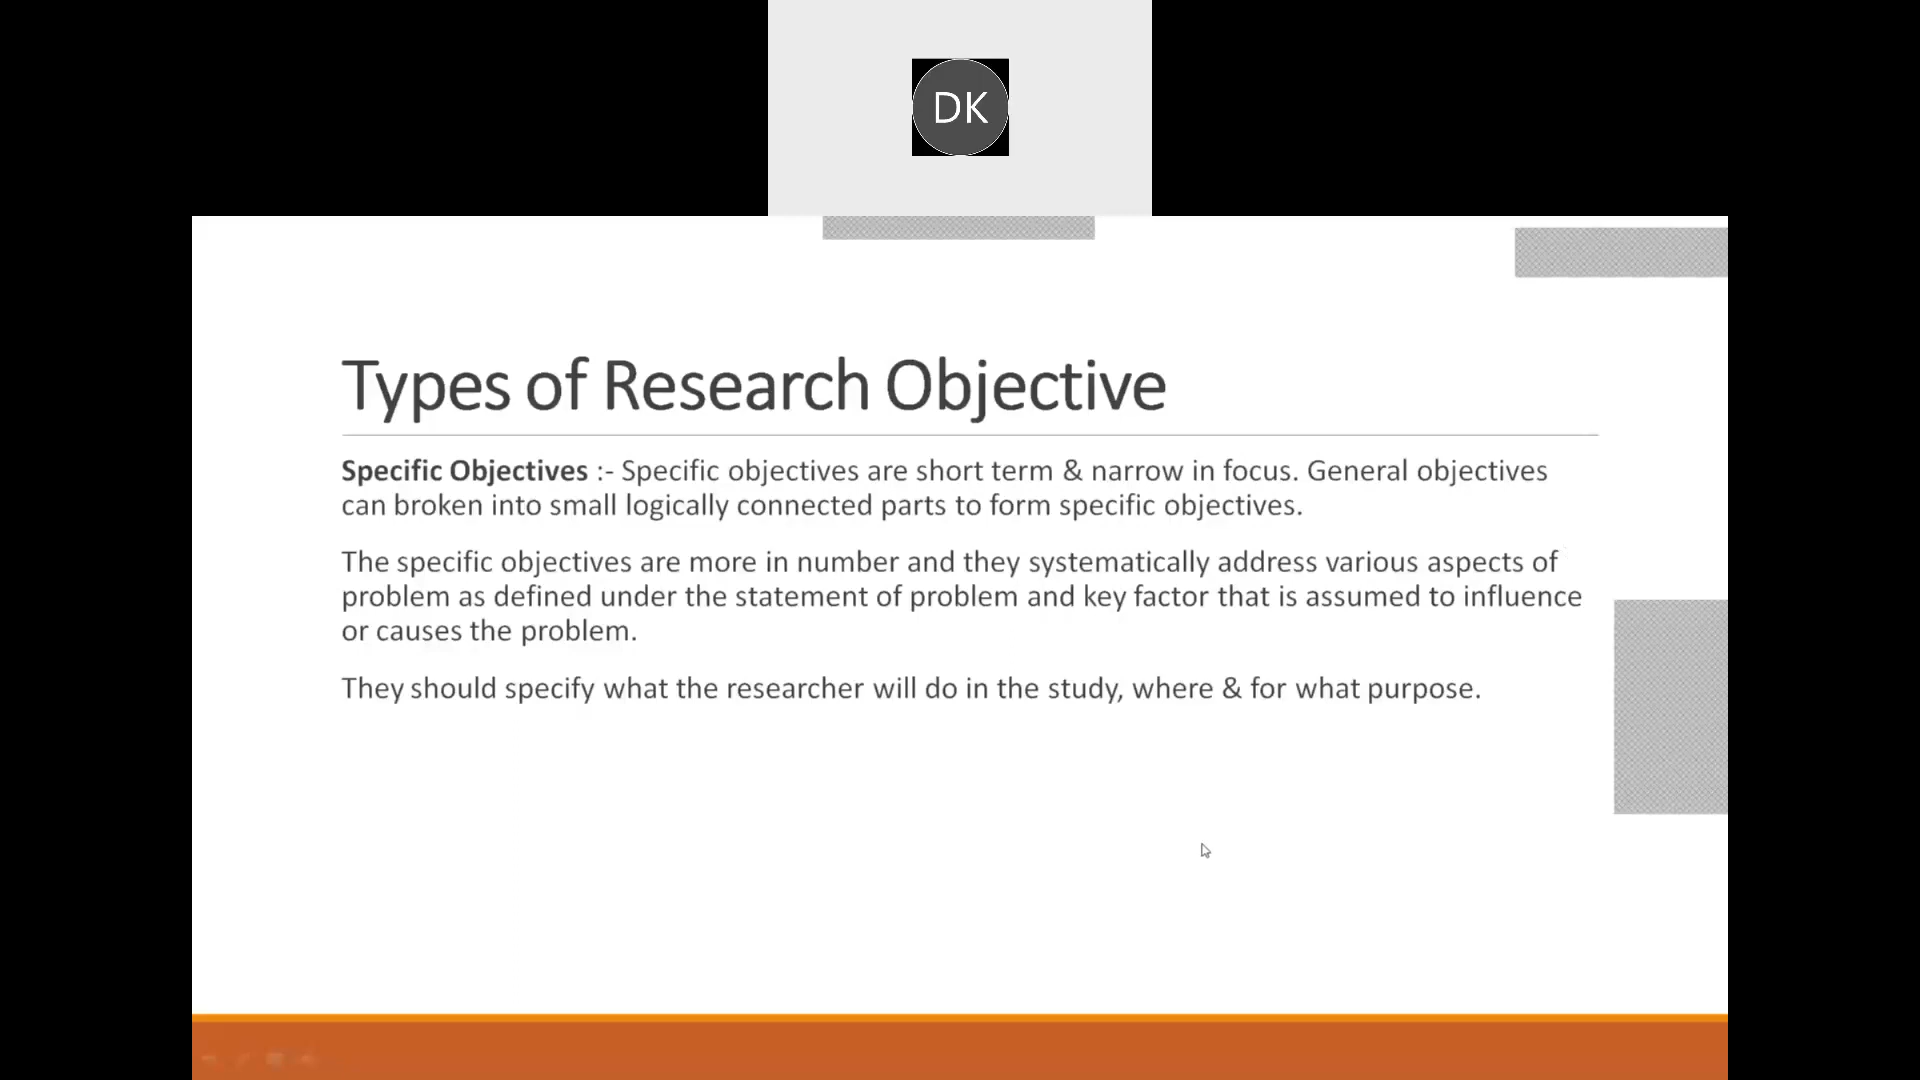 DK
Types of Research Objective
Specific Objectives :- Specific objectives are short term & narrow in focus. General objectives
can broken into small logically connected parts to form specific objectives.
The specific objectives are more in number and they systematically address various aspects of
problem as defined under the statement of problem and key factor that is assumed to influence
or causes the problem.
They should specify what the researcher will do in the study, where & for what purpose.